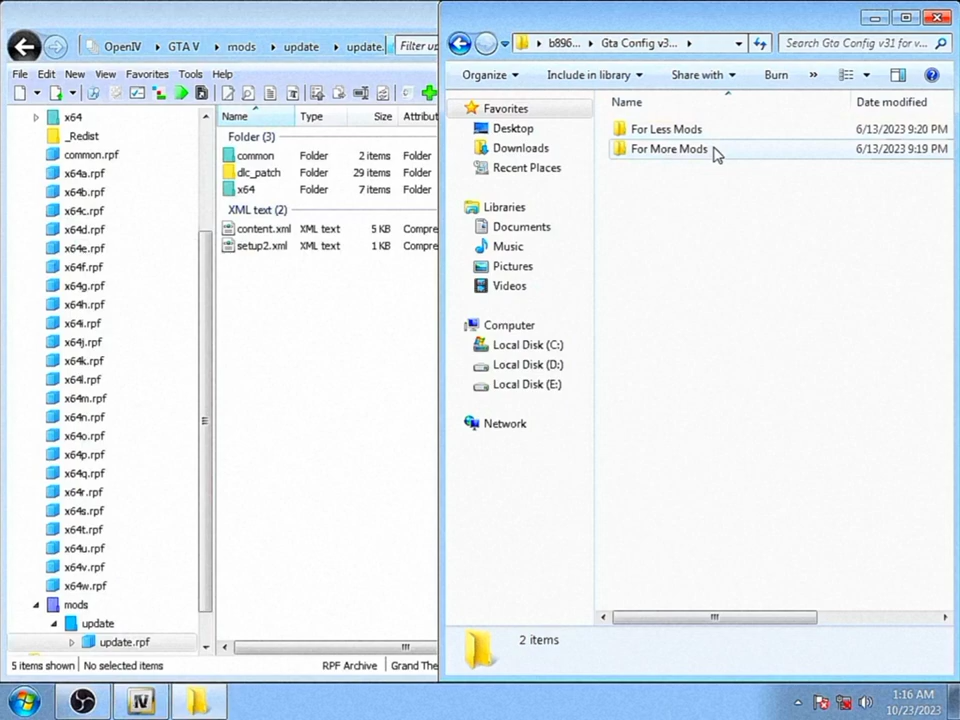 OpenIV GTA V mods update update. Filter up
File Edit New View Favorites Tools Help
x64
_Redist
common.rpf
x64a.rpf
x64b.rpf
x64c.rpf
x64d.rpf
x64e.rpf
x64f.rpf
x64g.rpf
x64h.rpf
x64i.rpf
x64j.rpf
x64k.rpf
x64l.rpf
x64m.rpf
x64n.rpf
x64o.rpf
x64p.rpf
x64q.rpf
x64r.rpf
x64s.rpf
x64t.rpf
x64u.rpf
x64v.rpf
x64w.rpf
mods
update
update.rpf
Name Type Size Attribut
Folder (3)
common Folder 2 items Folder
dlc_patch Folder 29 items Folder
x64 Folder 7 items Folder
XML text (2)
content.xml XML text 5 KB Compre
setup2.xml XML text 1 KB Compre
5 items shown No selected items RPF Archive Grand The
b896... Gta Config v3... Search Gta Config v31 for v...
Organize Include in library Share with Burn »
Favorites
Desktop
Downloads
Recent Places
Libraries
Documents
Music
Pictures
Videos
Computer
Local Disk (C:)
Local Disk (D:)
Local Disk (E:)
Network
Name Date modified
For Less Mods 6/13/2023 9:20 PM
For More Mods 6/13/2023 9:19 PM
2 items
IV
1:16 AM
10/23/2023